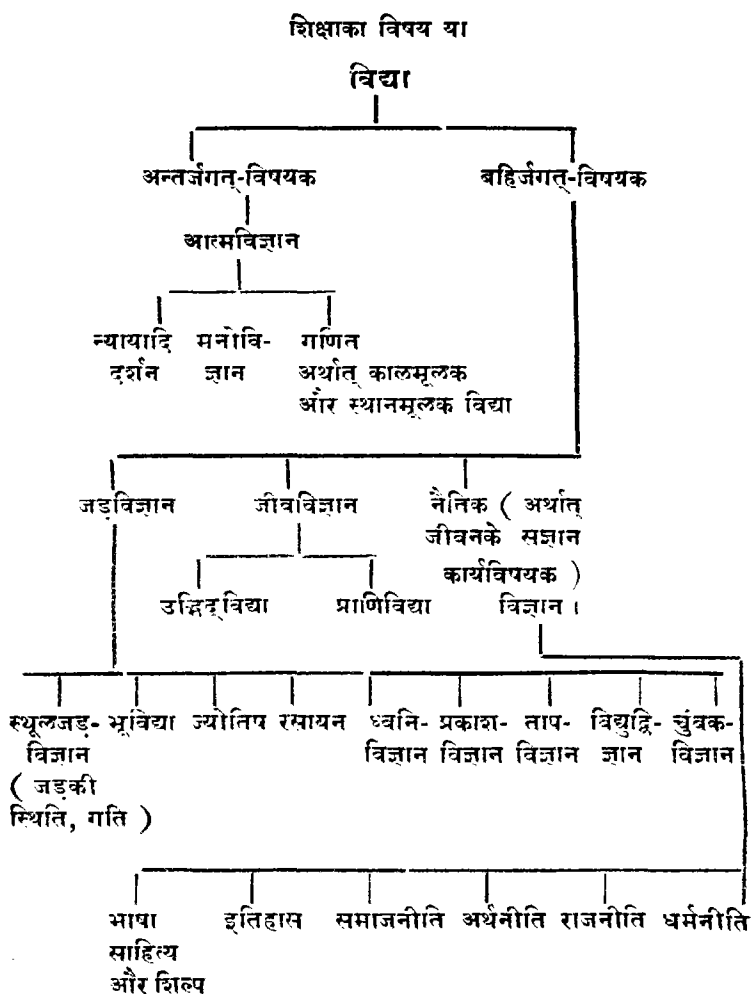 शिक्षाका विषय या
विद्या
अन्तर्जगत्-विषयक बहिर्जगत्-विषयक
आत्मविज्ञान
न्यायादि मनोवि- गणित
दर्शन ज्ञान अर्थात् कालमूलक
और स्थानमूलक विद्या
जड़विज्ञान जीवविज्ञान नैतिक ( अर्थात्
जीवनके सज्ञान
कार्यविषयक )
उद्भिद्विद्या प्राणिविद्या विज्ञान ।
स्थूलजड़- भूविद्या ज्योतिष रसायन ध्वनि- प्रकाश- ताप- विद्युद्वि- चुंबक-
विज्ञान विज्ञान विज्ञान विज्ञान ज्ञान विज्ञान
( जड़की
स्थिति, गति )
भाषा इतिहास समाजनीति अर्थनीति राजनीति धर्मनीति
साहित्य
और शिल्प